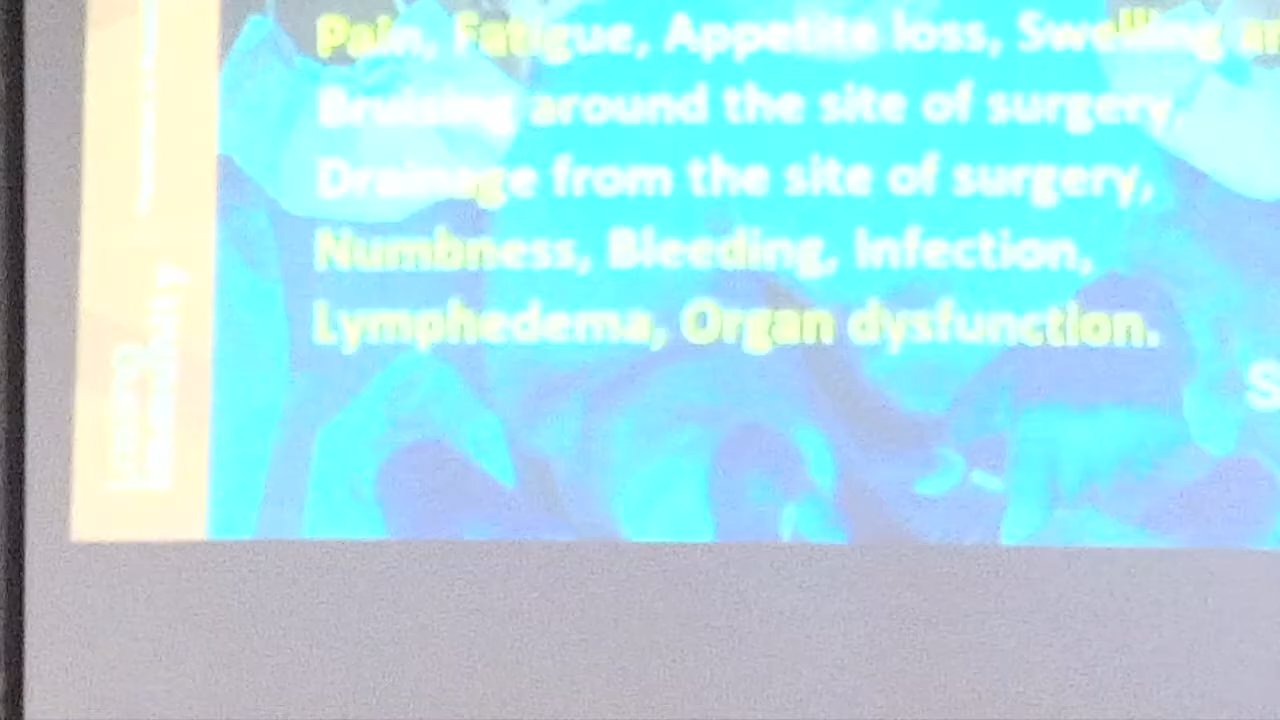 Pain, Fatigue, Appetite loss, Swelling
Bruising around the site of surgery,
Drainage from the site of surgery,
Numbness, Bleeding, Infection,
Lymphedema, Organ dysfunction.